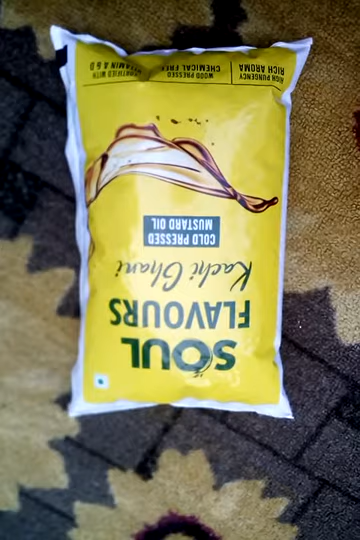 SOUL
FLAVOURS
Kachi Ghani
COLD PRESSED
MUSTARD OIL
HIGH PUNGENCY
RICH AROMA
WOOD PRESSED
CHEMICAL FREE
FORTIFIED WITH
VITAMIN A & D